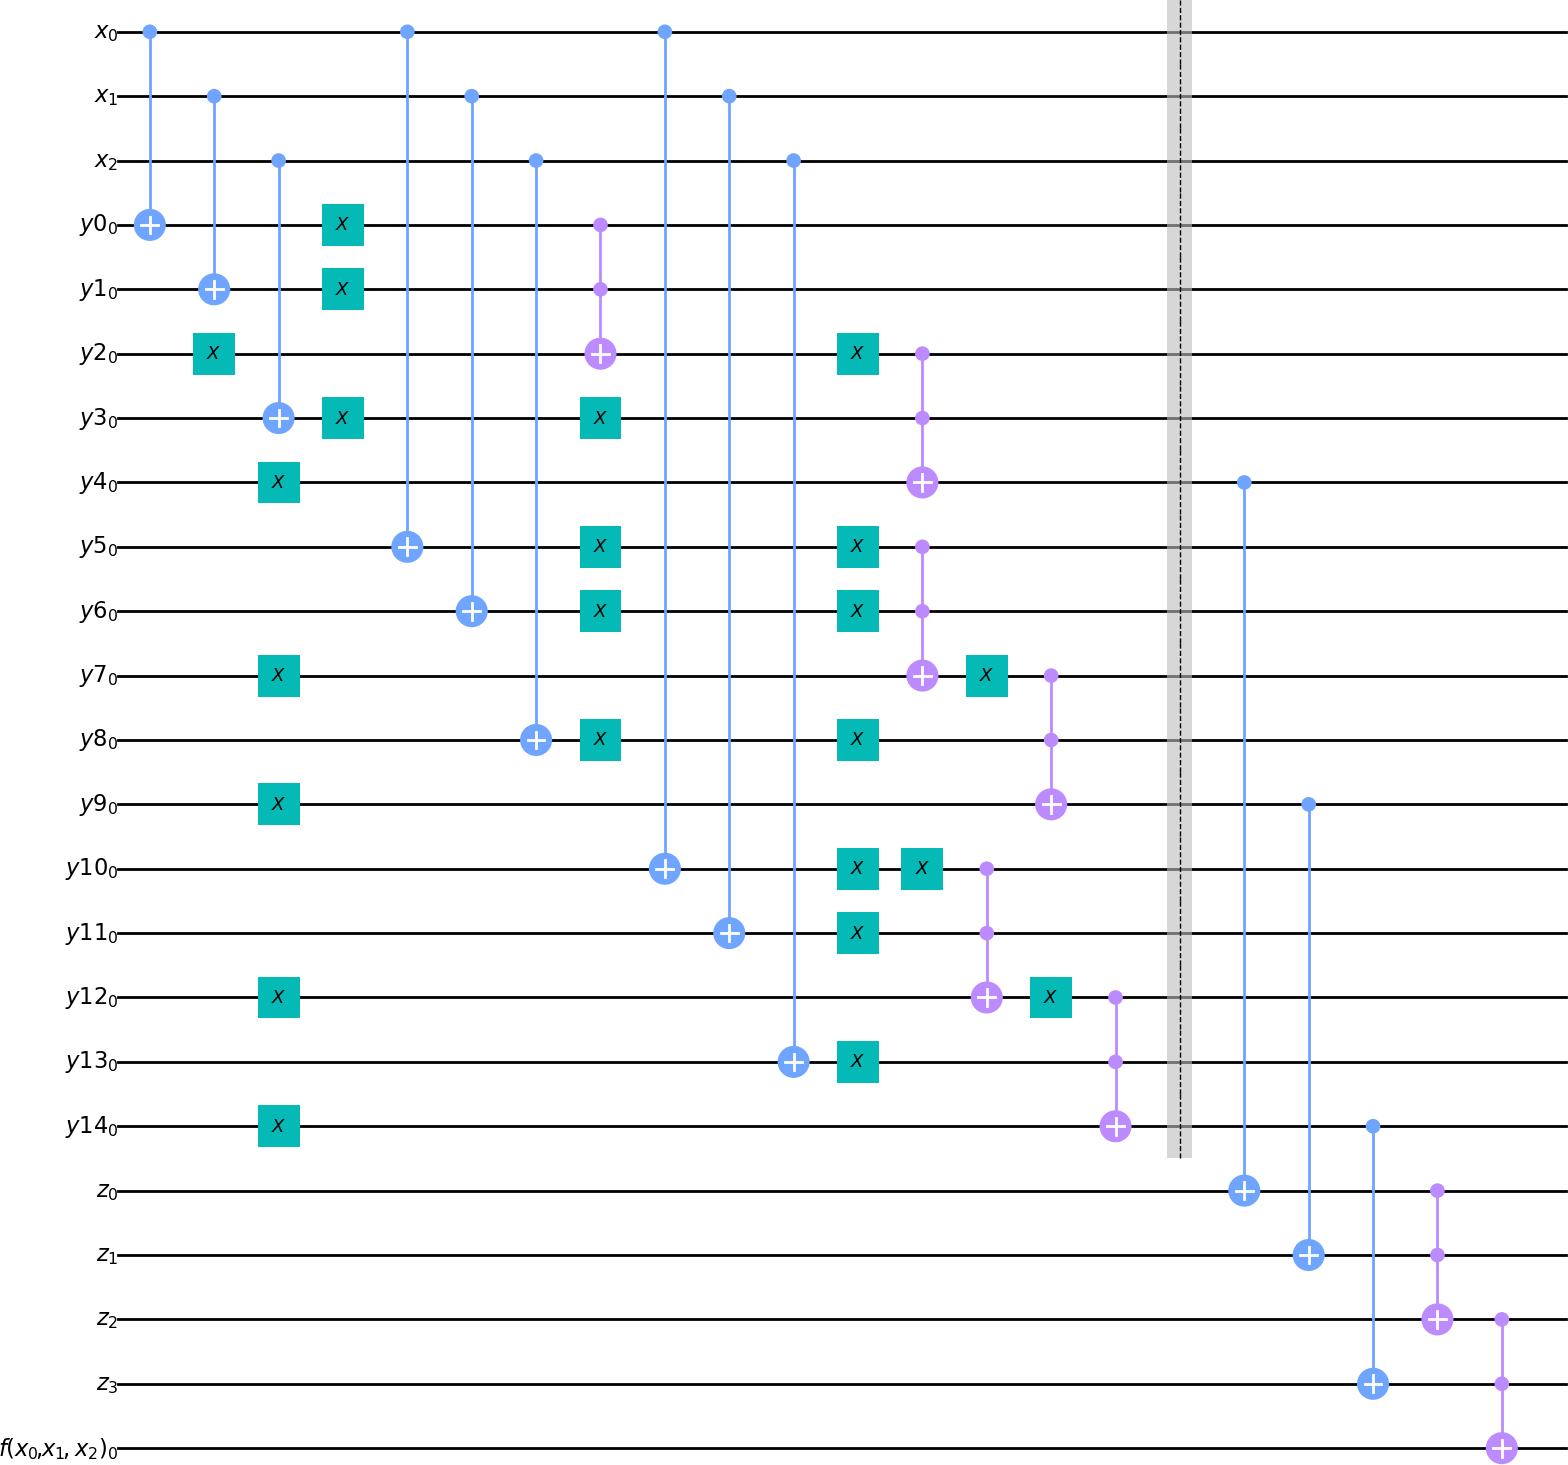 x₀
x₁
x₂
y0₀ X
y1₀ X
y2₀ X X
y3₀ X X
y4₀ X
y5₀ X X
y6₀ X X
y7₀ X X
y8₀ X X
y9₀ X
y10₀ X X
y11₀ X
y12₀ X X
y13₀ X
y14₀ X
z₀
z₁
z₂
z₃
f(x₀,x₁, x₂)₀